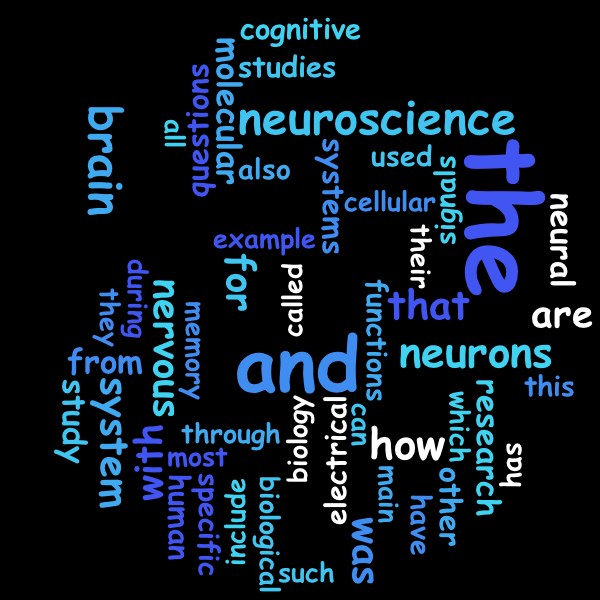 cognitive
studies
molecular
questions
all
brain
neuroscience
also
systems
used
signals
cellular
the
neural
their
example
for
called
that
are
during
they
nervous
memory
from
functions
neurons
and
this
study
system
with
through
most
biology
electrical
can
how
which
research
has
human
specific
include
biological
such
was
main
have
other